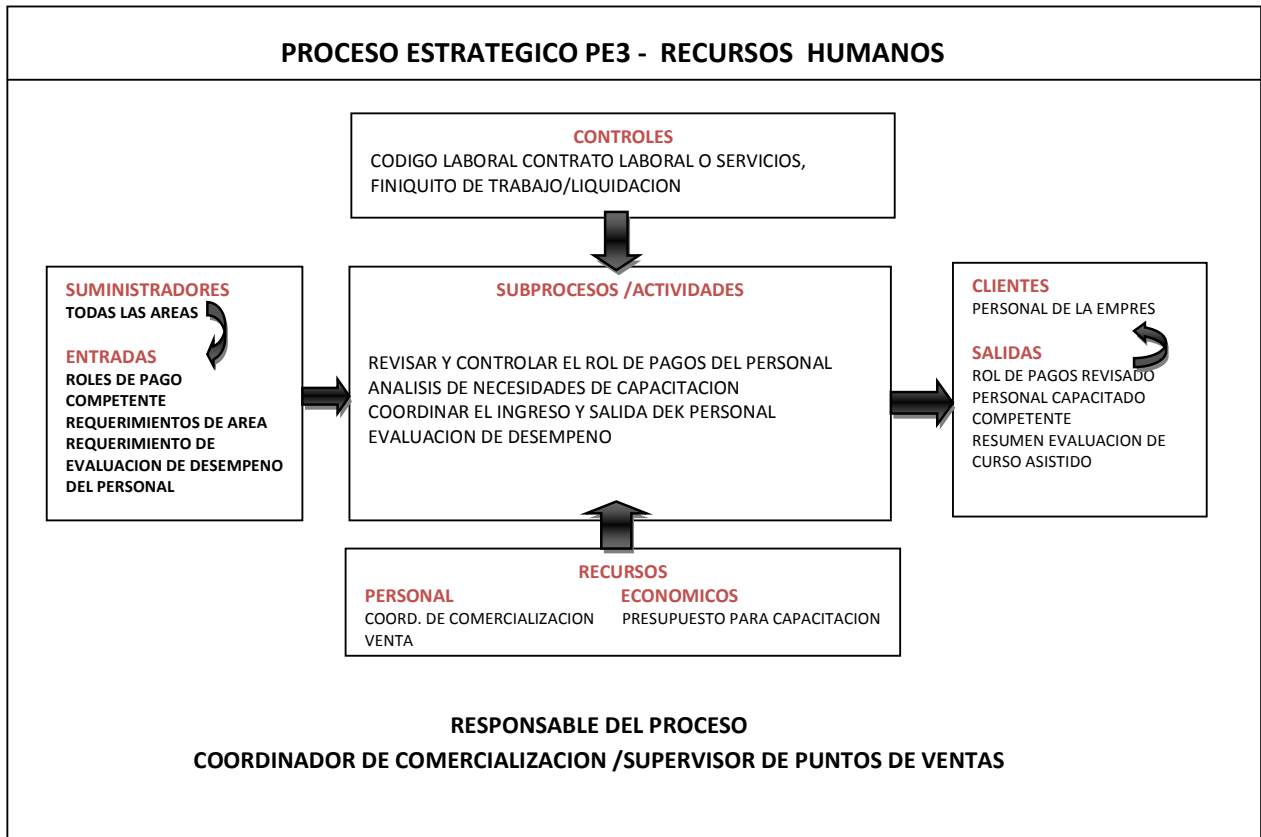 PROCESO ESTRATEGICO PE3 - RECURSOS HUMANOS
CONTROLES
CODIGO LABORAL CONTRATO LABORAL O SERVICIOS,
FINIQUITO DE TRABAJO/LIQUIDACION
SUMINISTRADORES
TODAS LAS AREAS
ENTRADAS
ROLES DE PAGO
COMPETENTE
REQUERIMIENTOS DE AREA
REQUERIMIENTO DE
EVALUACION DE DESEMPENO
DEL PERSONAL
SUBPROCESOS /ACTIVIDADES
REVISAR Y CONTROLAR EL ROL DE PAGOS DEL PERSONAL
ANALISIS DE NECESIDADES DE CAPACITACION
COORDINAR EL INGRESO Y SALIDA DEK PERSONAL
EVALUACION DE DESEMPENO
CLIENTES
PERSONAL DE LA EMPRES
SALIDAS
ROL DE PAGOS REVISADO
PERSONAL CAPACITADO
COMPETENTE
RESUMEN EVALUACION DE
CURSO ASISTIDO
RECURSOS
PERSONAL
COORD. DE COMERCIALIZACION
VENTA
ECONOMICOS
PRESUPUESTO PARA CAPACITACION
RESPONSABLE DEL PROCESO
COORDINADOR DE COMERCIALIZACION /SUPERVISOR DE PUNTOS DE VENTAS